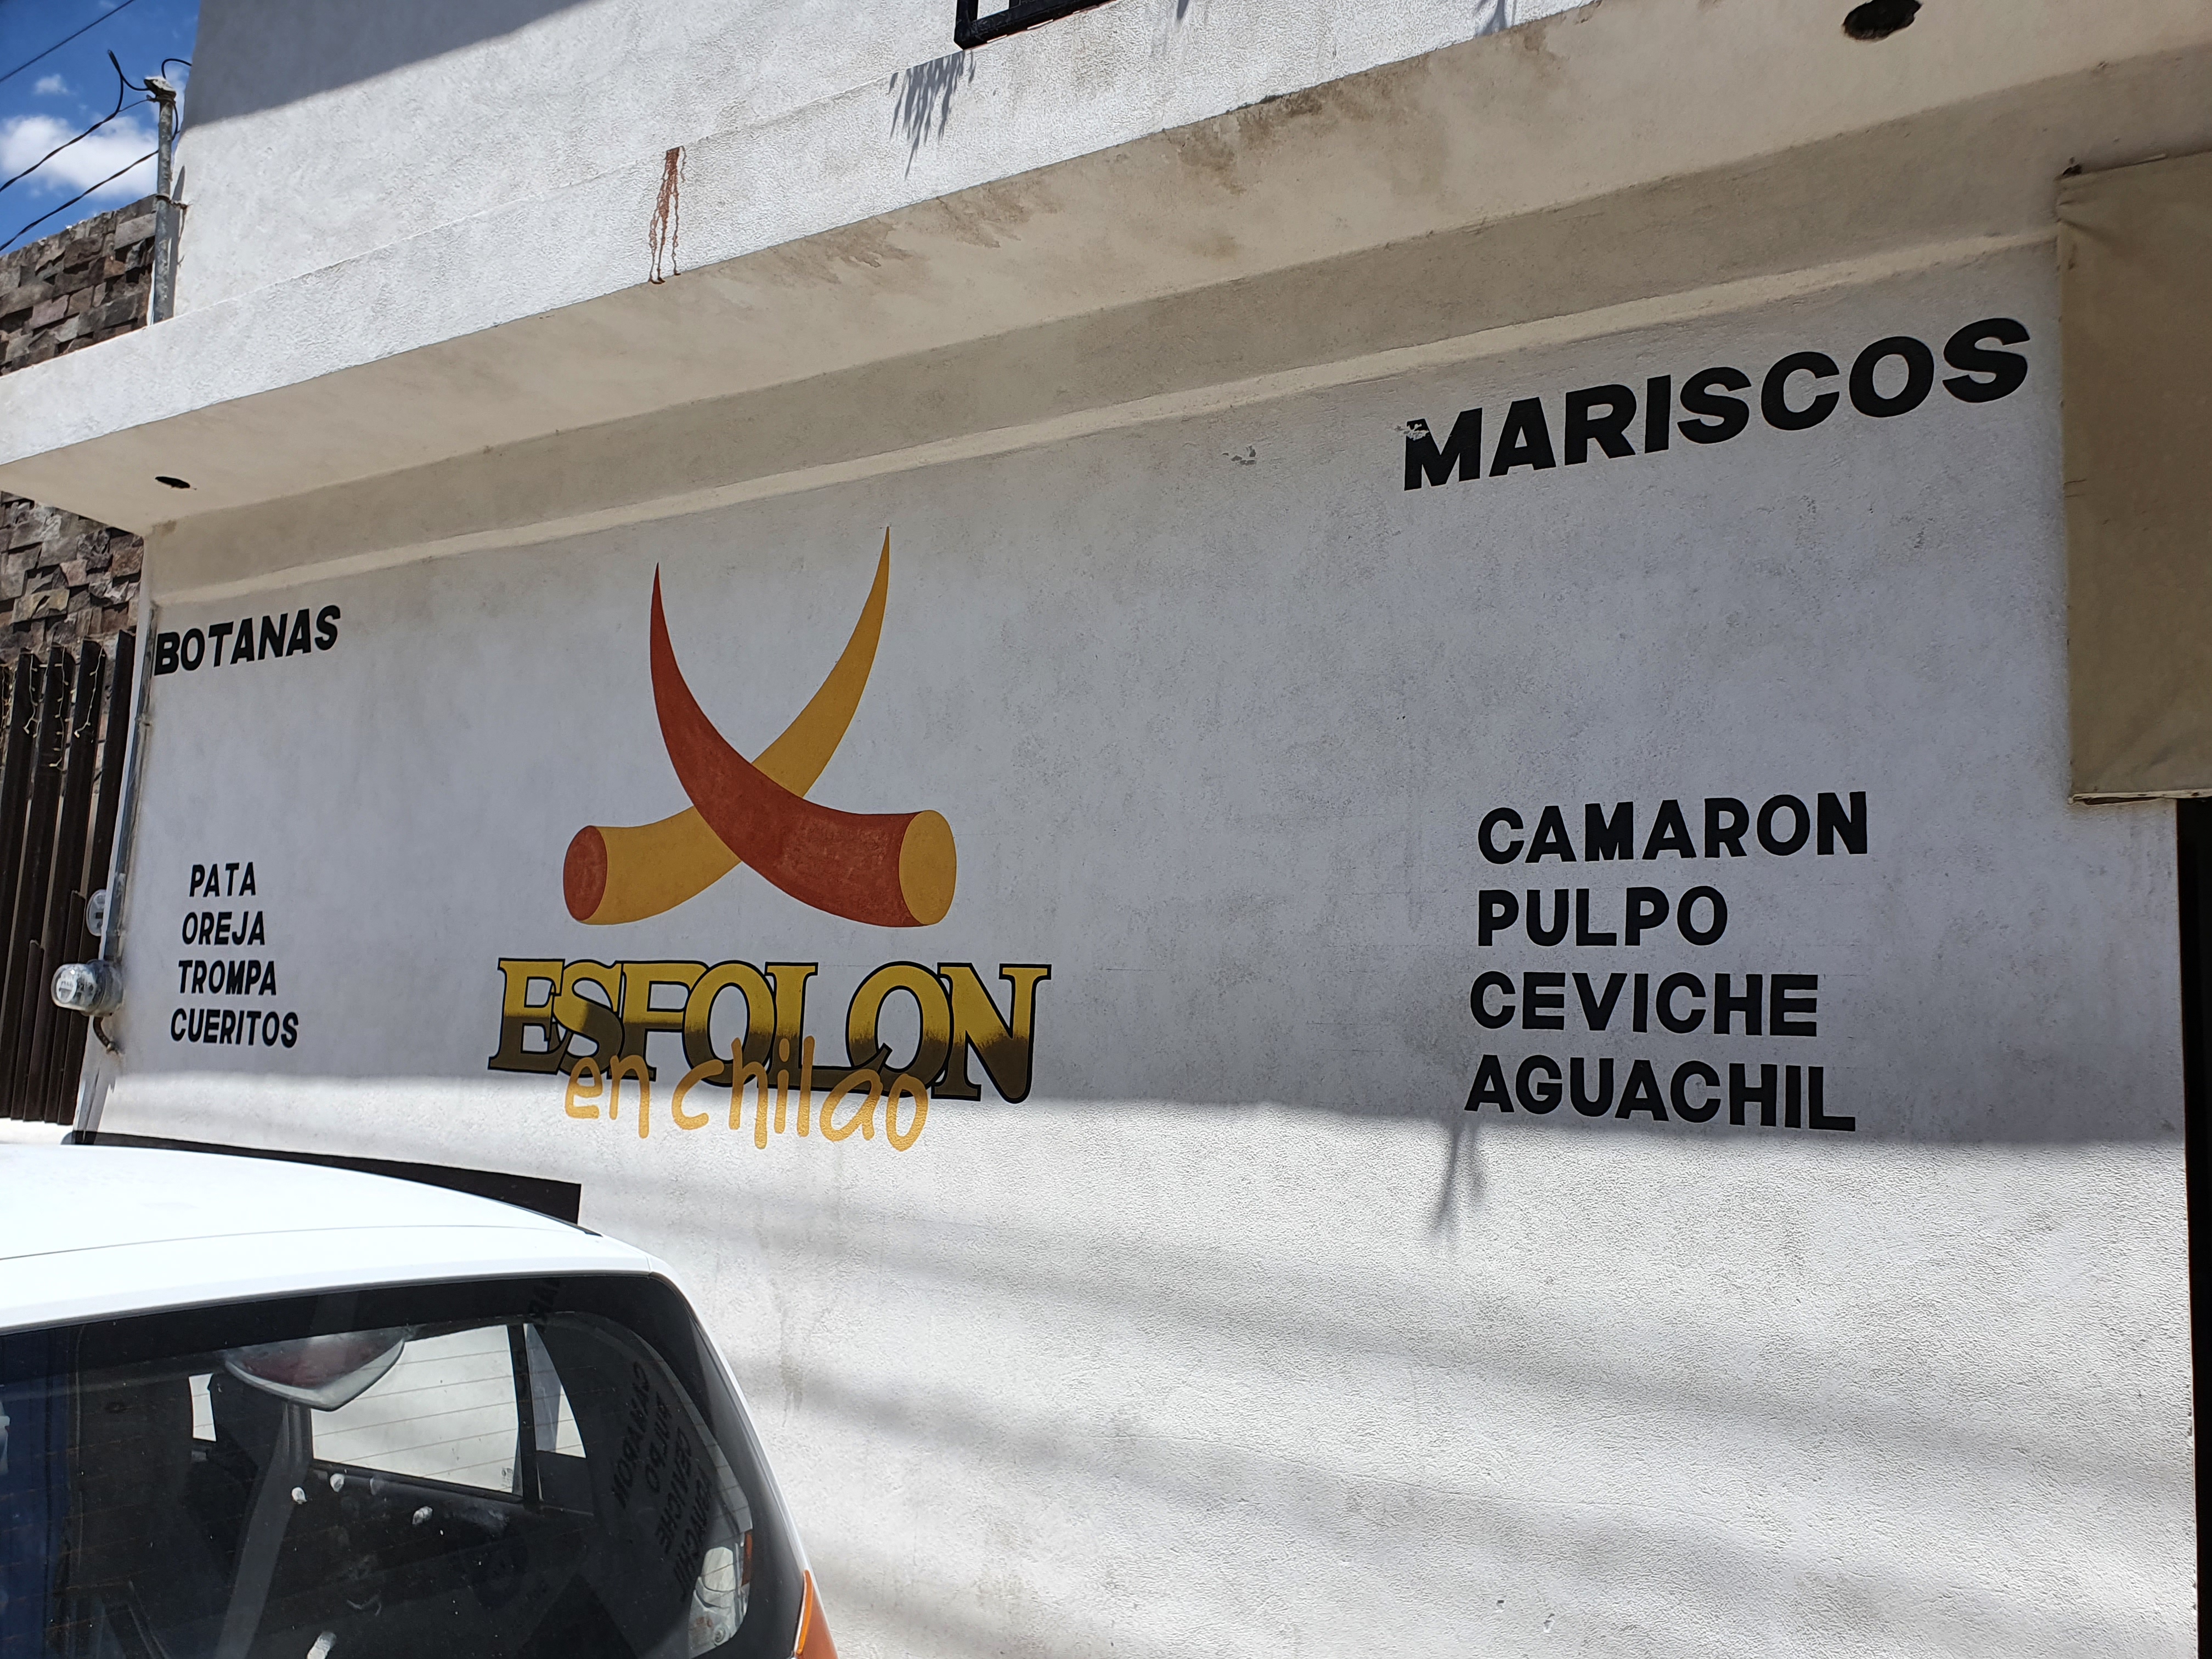 BOTANAS
PATA
OREJA
TROMPA
CUERITOS
ESFOLON
en chilao
MARISCOS
CAMARON
PULPO
CEVICHE
AGUACHIL